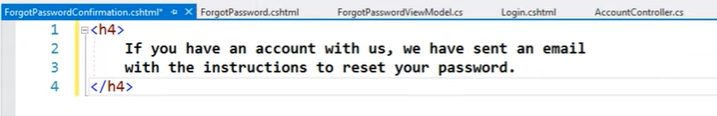 ForgotPasswordConfirmation.cshtml* ForgotPassword.cshtml ForgotPasswordViewModel.cs Login.cshtml AccountController.cs
1 <h4>
2 If you have an account with us, we have sent an email
3 with the instructions to reset your password.
4 </h4>